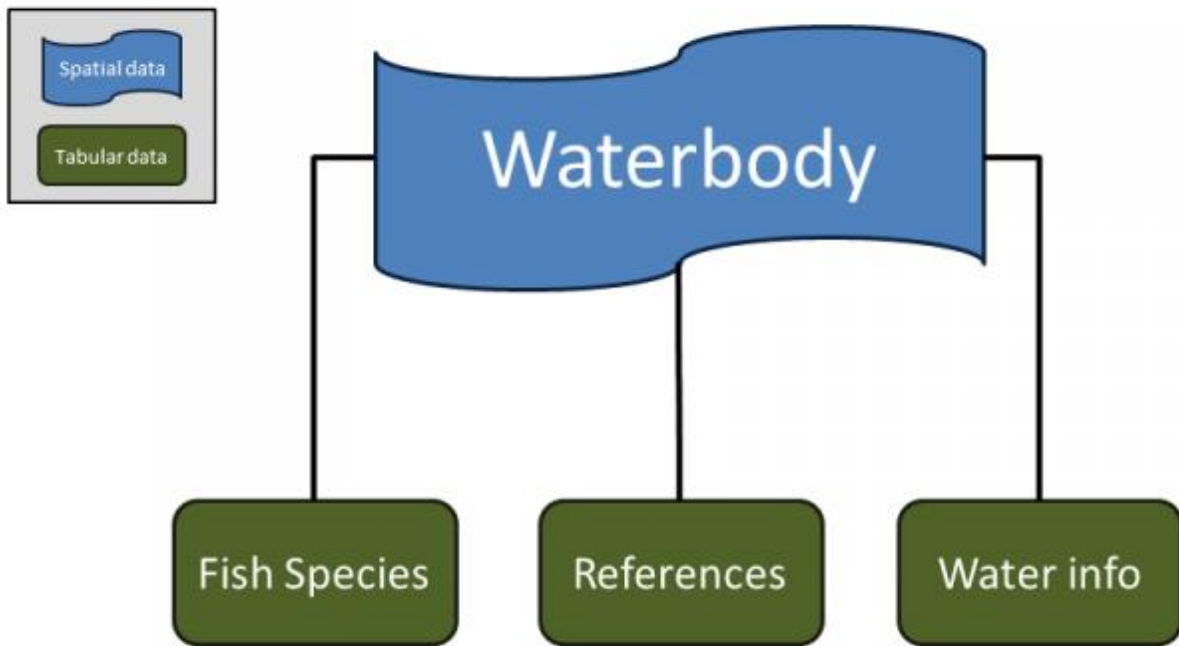 Spatial data
Tabular data
Waterbody
Fish Species
References
Water info